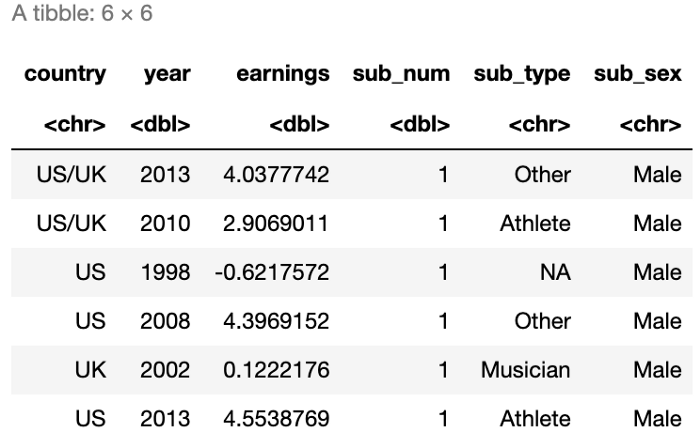 A tibble: 6 × 6
country year earnings sub_num sub_type sub_sex
<chr> <dbl> <dbl> <dbl> <chr> <chr>
US/UK 2013 4.0377742 1 Other Male
US/UK 2010 2.9069011 1 Athlete Male
US 1998 -0.6217572 1 NA Male
US 2008 4.3969152 1 Other Male
UK 2002 0.1222176 1 Musician Male
US 2013 4.5538769 1 Athlete Male